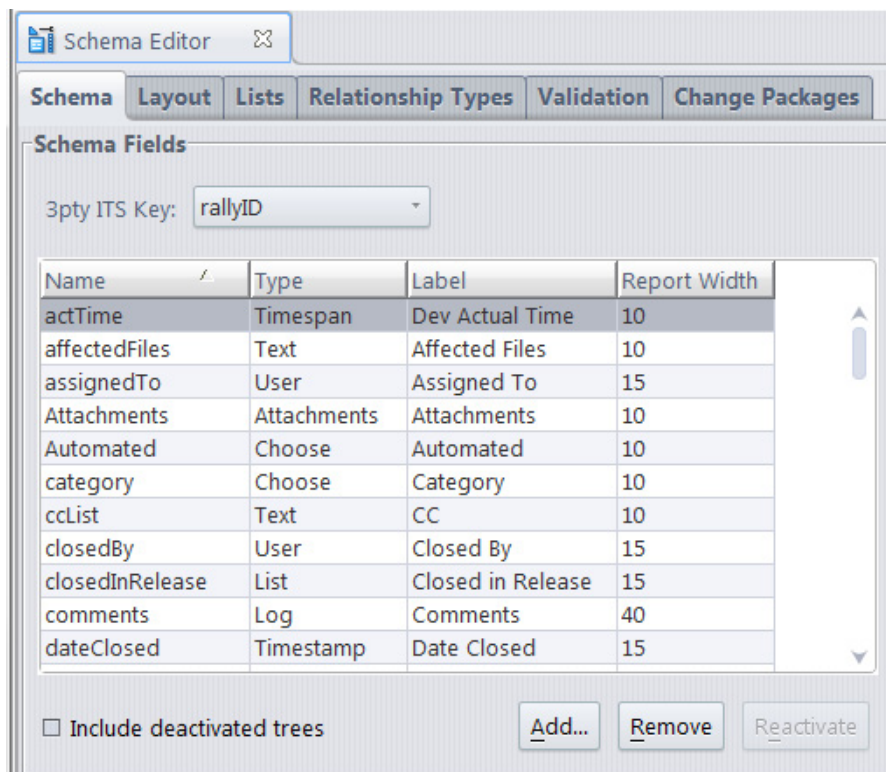 Schema Editor
Schema Layout Lists Relationship Types Validation Change Packages
Schema Fields
3pty ITS Key: rallyID
Name Type Label Report Width
actTime Timespan Dev Actual Time 10
affectedFiles Text Affected Files 10
assignedTo User Assigned To 15
Attachments Attachments Attachments 10
Automated Choose Automated 10
category Choose Category 10
ccList Text CC 10
closedBy User Closed By 15
closedInRelease List Closed in Release 15
comments Log Comments 40
dateClosed Timestamp Date Closed 15
Include deactivated trees Add... Remove Reactivate